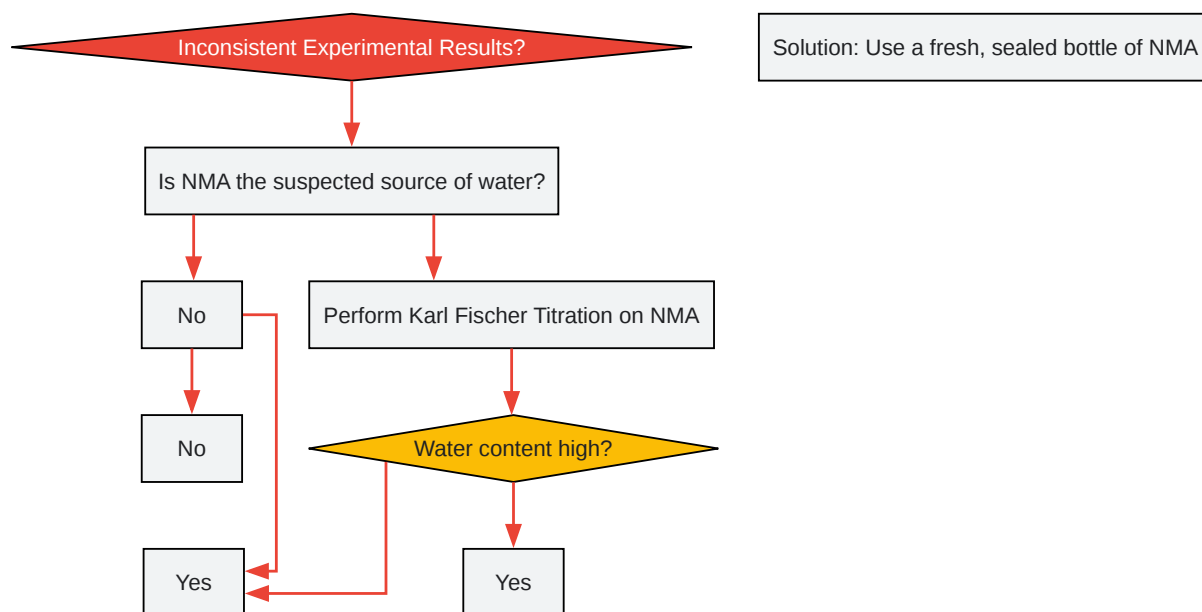 Inconsistent Experimental Results?
Solution: Use a fresh, sealed bottle of NMA
Is NMA the suspected source of water?
No
Perform Karl Fischer Titration on NMA
No
Water content high?
Yes
Yes